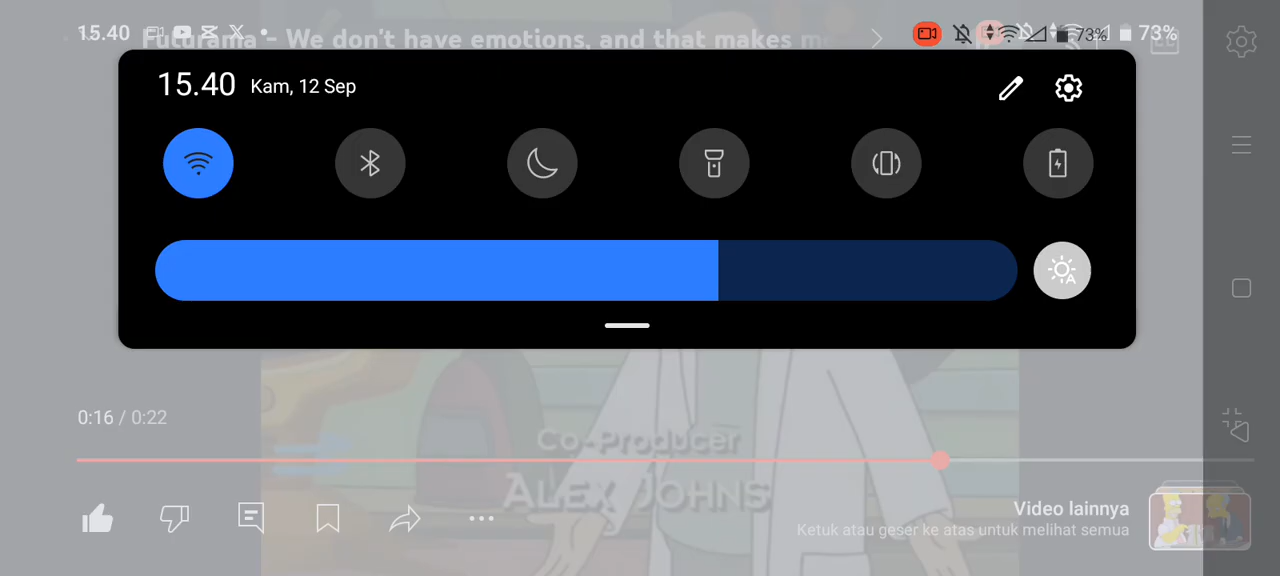 15.40
73%
73%
Futurama - We don't have emotions, and that makes m
15.40 Kam, 12 Sep
0:16 / 0:22
Co-Producer
Alex Johns
Video lainnya
Ketuk atau geser ke atas untuk melihat semua